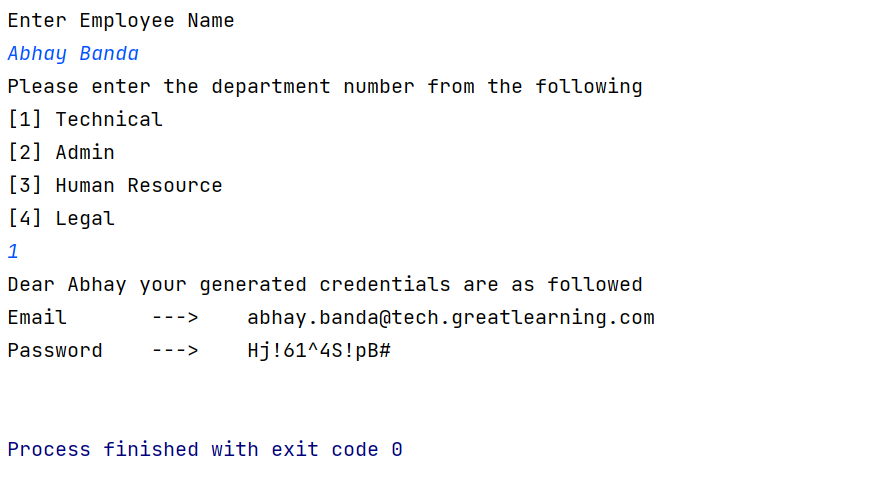 Enter Employee Name
Abhay Banda
Please enter the department number from the following
[1] Technical
[2] Admin
[3] Human Resource
[4] Legal
1
Dear Abhay your generated credentials are as followed
Email       --->    abhay.banda@tech.greatlearning.com
Password    --->    Hj!61^4S!pB#
Process finished with exit code 0